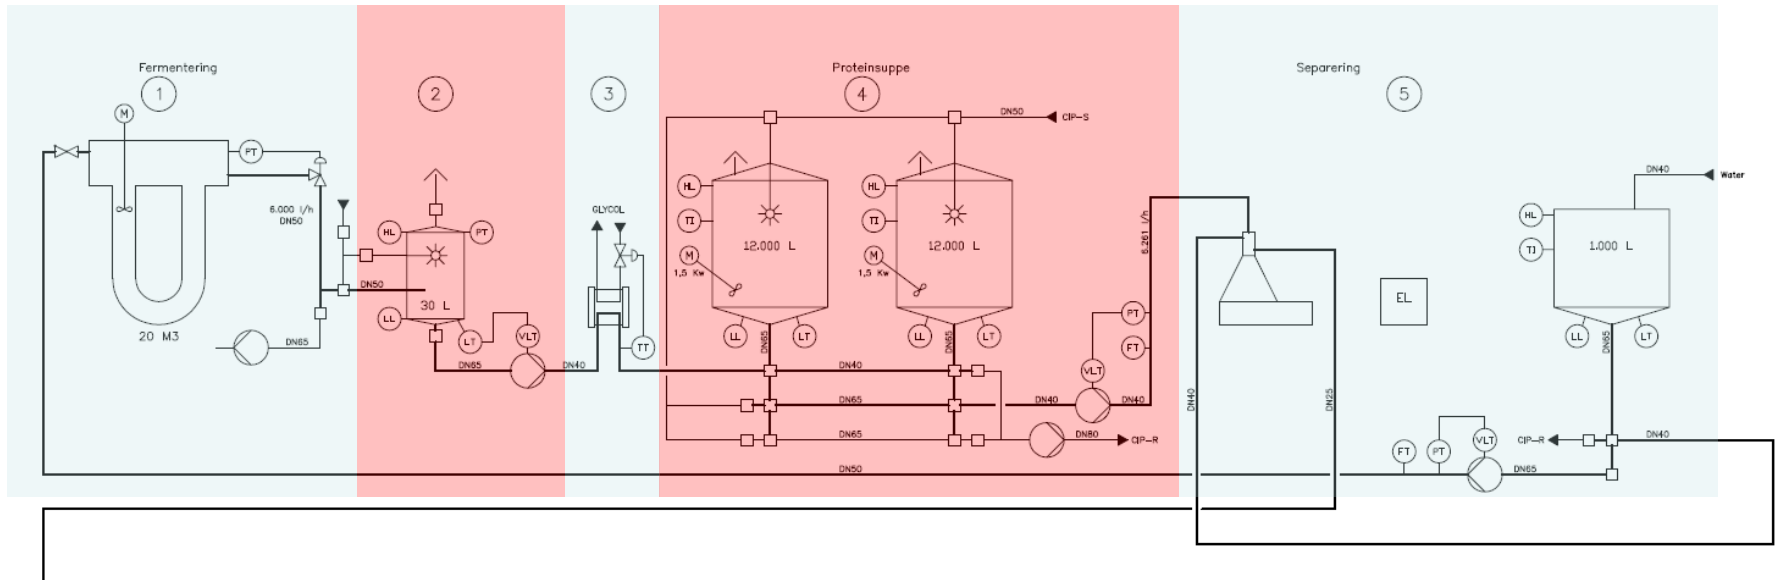 Fermentering
1
M
PT
6.000 l/h
DN50
20 M3
DN65
2
HL
PT
DN50
30 L
LL
LT
VLT
DN65
DN40
3
GLYCOL
TT
Proteinsuppe
4
DN50
CIP-S
HL
TI
M
1,5 Kw
12.000 L
LL
DN65
LT
HL
TI
M
1,5 Kw
12.000 L
LL
DN65
LT
DN40
DN65
DN65
DN40
VLT
DN40
PT
FT
6.261 l/h
DN80
CIP-R
DN50
Separering
5
DN40
DN25
EL
DN40
Water
HL
TI
1.000 L
LL
DN65
LT
CIP-R
DN40
FT
PT
VLT
DN65